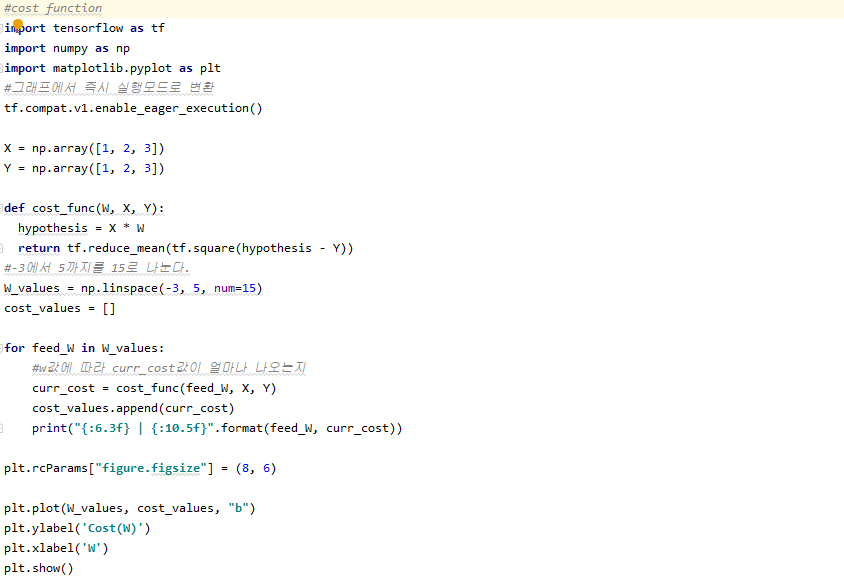 #cost function
import tensorflow as tf
import numpy as np
import matplotlib.pyplot as plt
#그래프에서 즉시 실행모드로 변환
tf.compat.v1.enable_eager_execution()
X = np.array([1, 2, 3])
Y = np.array([1, 2, 3])
def cost_func(W, X, Y):
  hypothesis = X * W
  return tf.reduce_mean(tf.square(hypothesis - Y))
#-3에서 5까지를 15로 나눈다.
W_values = np.linspace(-3, 5, num=15)
cost_values = []
for feed_W in W_values:
    #w값에 따라 curr_cost값이 얼마나 나오는지
    curr_cost = cost_func(feed_W, X, Y)
    cost_values.append(curr_cost)
    print("{:6.3f} | {:10.5f}".format(feed_W, curr_cost))
plt.rcParams["figure.figsize"] = (8, 6)
plt.plot(W_values, cost_values, "b")
plt.ylabel('Cost(W)')
plt.xlabel('W')
plt.show()